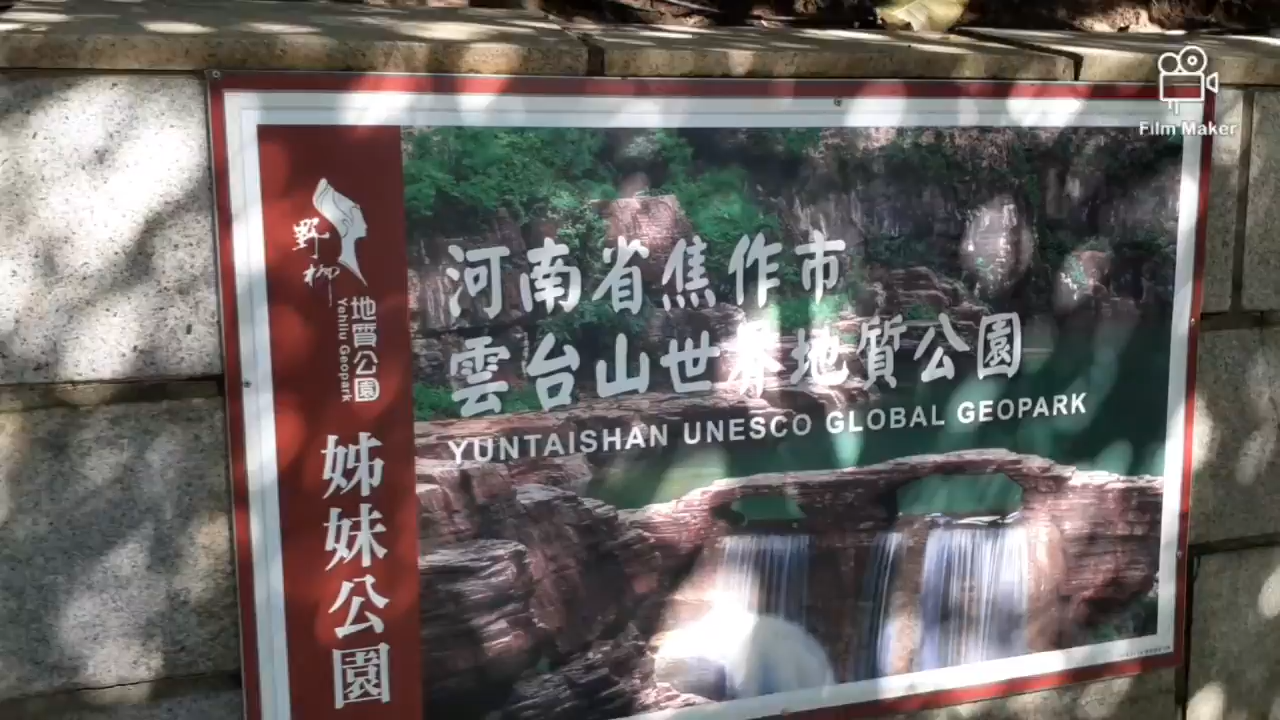 野柳
地質公園
Yehliu Geopark
姊妹公園
河南省焦作市
雲台山世界地質公園
YUNTAISHAN UNESCO GLOBAL GEOPARK
Film Maker